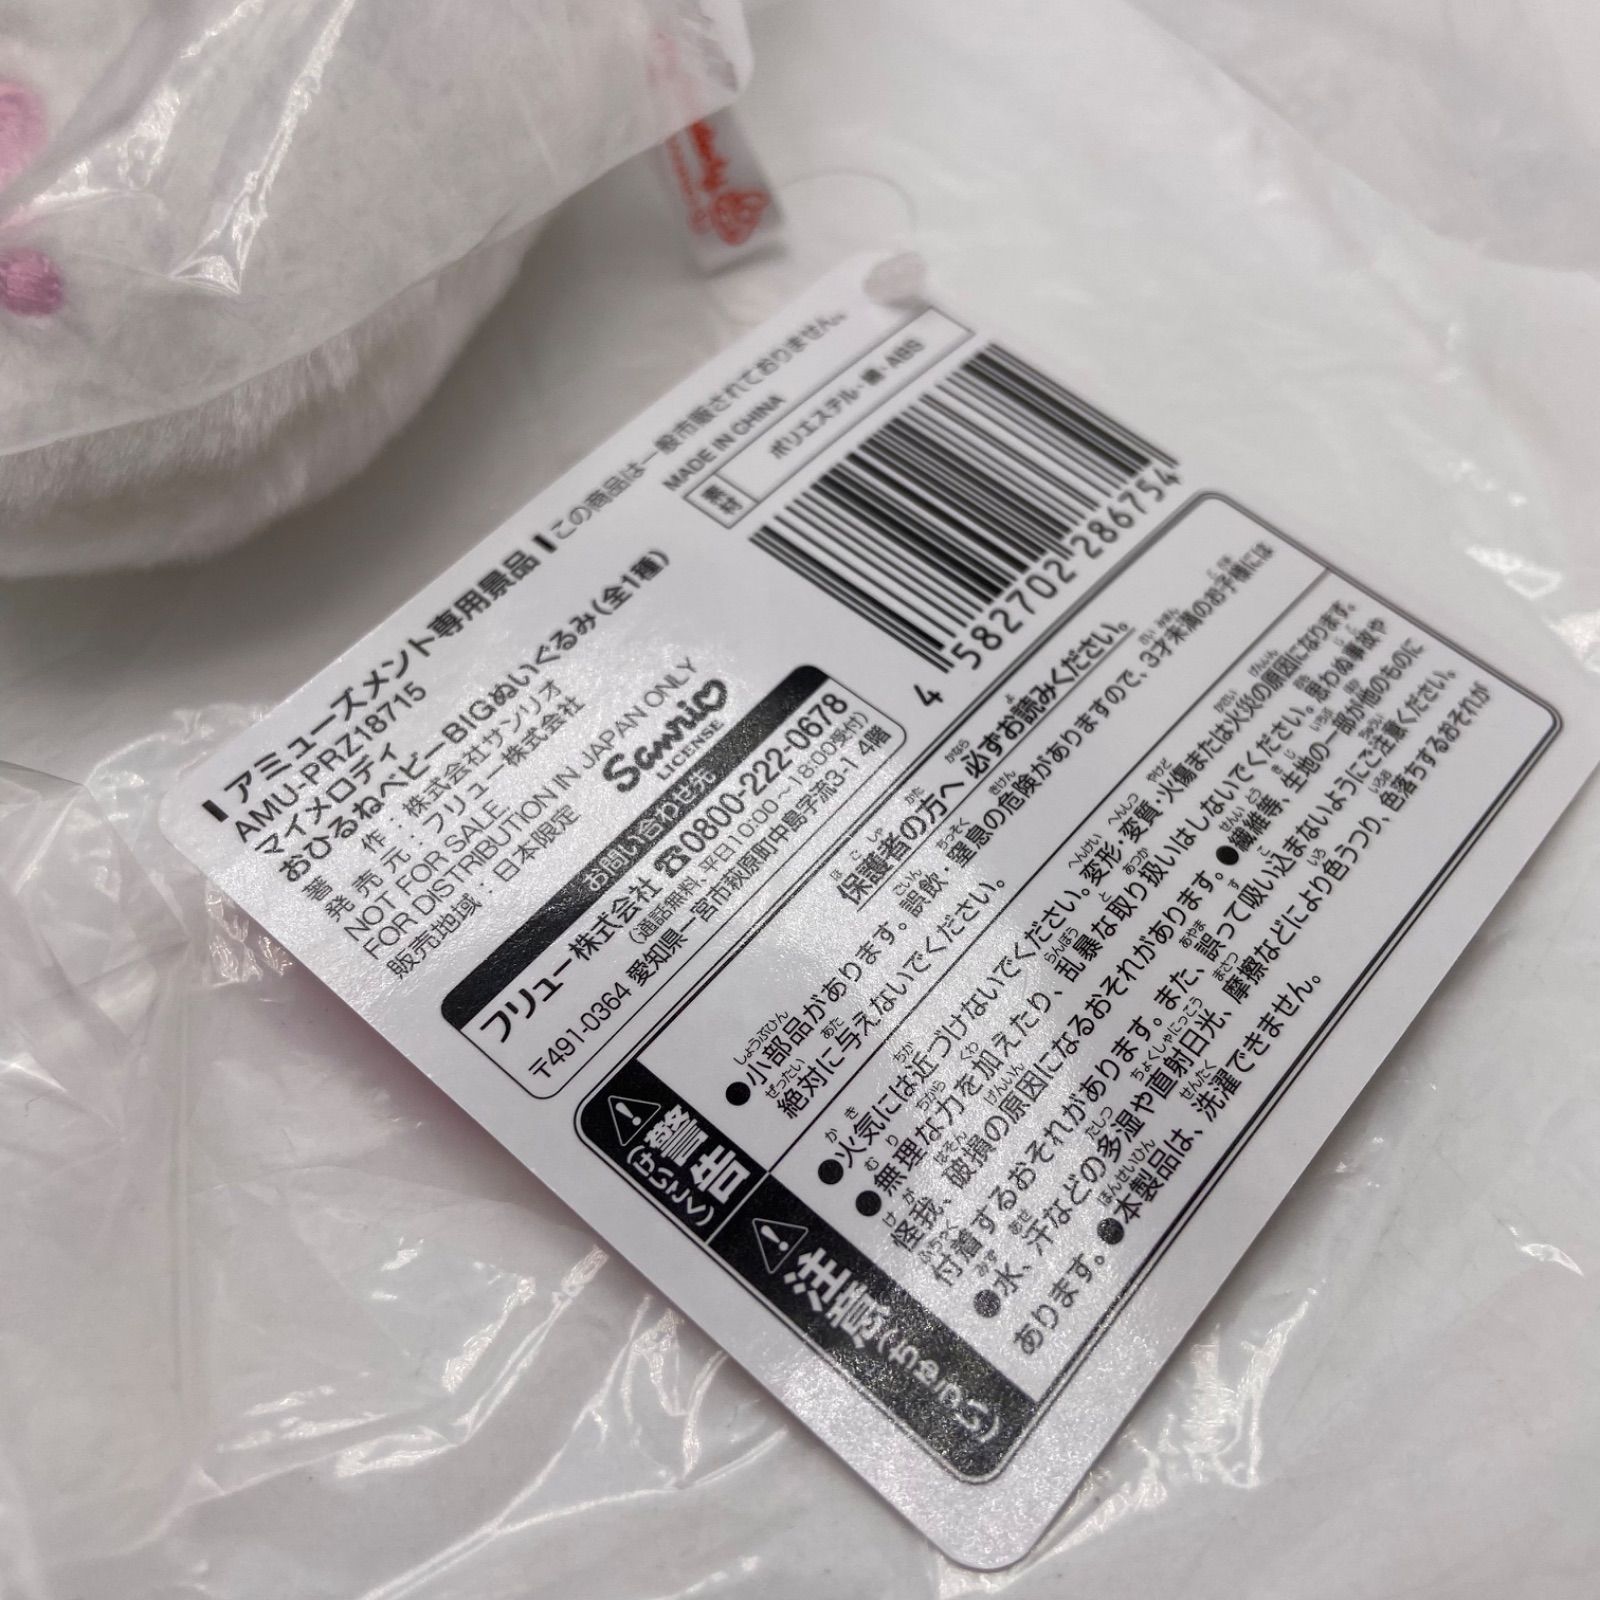 アミューズメント専用景品
この商品は一般市販されておりません。
AMU-PRZ18715
マイメロディ
おひるねベビーBIGぬいぐるみ(全1種)
著作:株式会社サンリオ
発売元:フリュー株式会社
NOT FOR SALE.
FOR DISTRIBUTION IN JAPAN ONLY
販売地域:日本限定
Sanrio
LICENSE
MADE IN CHINA
素材
ポリエステル・綿・ABS
4 582702 286754
お問い合わせ先
フリュー株式会社 ☎0800-222-0678
(通話無料、平日10:00~18:00受付)
〒491-0364 愛知県一宮市萩原町中島字流3-1 4階
保護者の方へ 必ずお読みください。
警告
(けいこく)
●小部品があります。誤飲・窒息の危険がありますので、3才未満のお子様には
絶対に与えないでください。
注意
(ちゅうい)
●火気には近づけないでください。変形・変質・火傷または火災の原因になります。
●無理な力を加えたり、乱暴な取り扱いはしないでください。思わぬ事故や
怪我、破損の原因になるおそれがあります。●繊維等、生地の一部が他のものに
付着するおそれがあります。また、誤って吸い込まないようにご注意ください。
●水、汗などの多湿や直射日光、摩擦などにより色うつり、色落ちするおそれが
あります。●本製品は、洗濯できません。